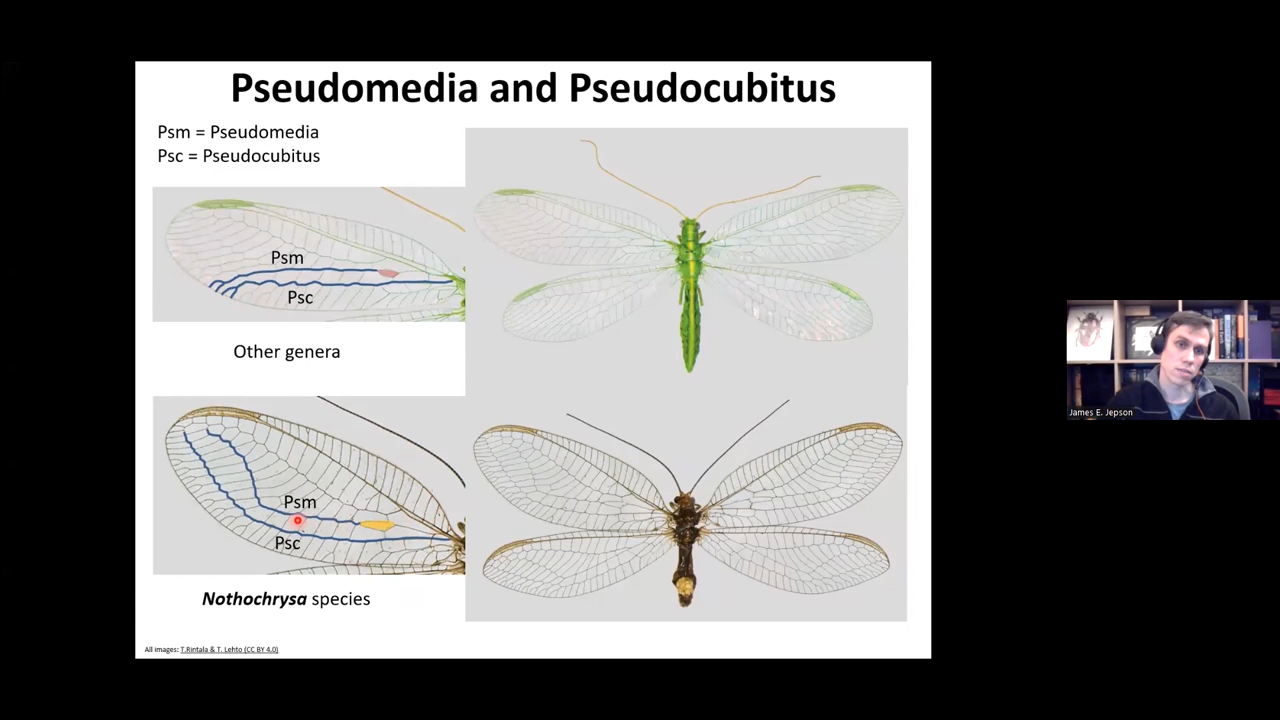 Pseudomedia and Pseudocubitus
Psm = Pseudomedia
Psc = Pseudocubitus
Psm
Psc
Other genera
Psm
Psc
Nothochrysa species
All images: T.Rintala & T. Lehto (CC BY 4.0)
James E. Jepson